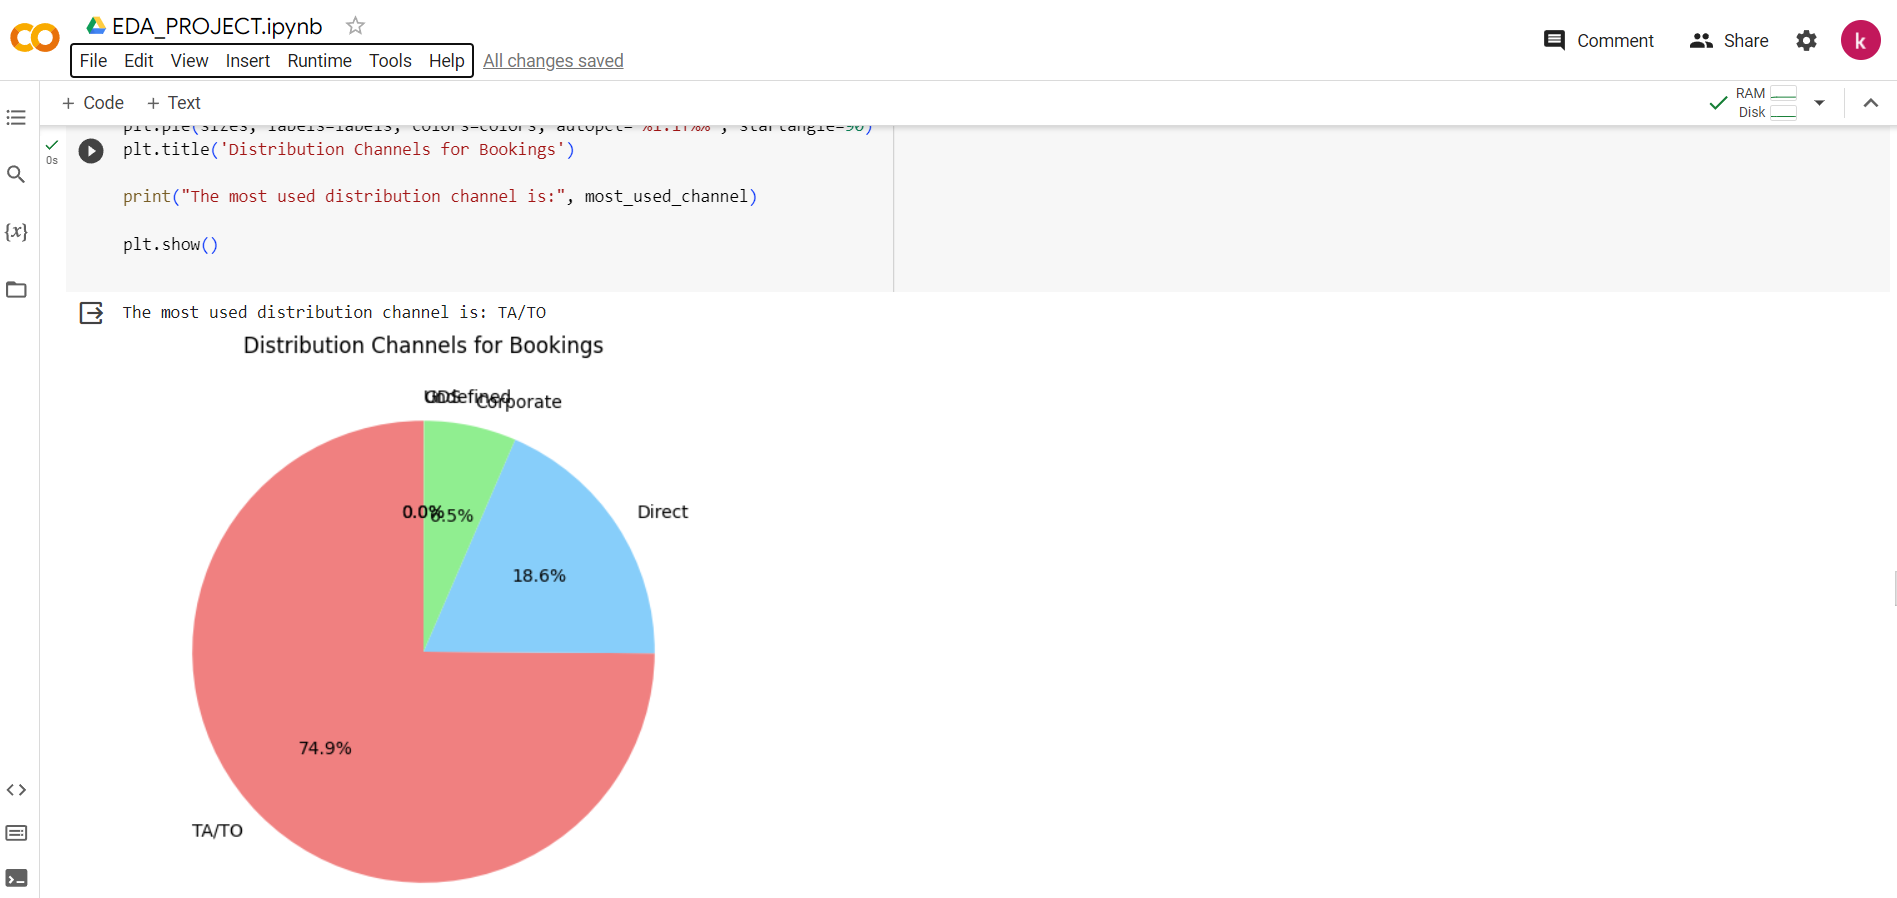 EDA_PROJECT.ipynb
File Edit View Insert Runtime Tools Help All changes saved
Comment Share k
+ Code + Text
RAM
Disk
plt.pie(sizes, labels=labels, colors=colors, autopct='%1.1f%%', startangle=90)
0s
plt.title('Distribution Channels for Bookings')
print("The most used distribution channel is:", most_used_channel)
plt.show()
{x}
The most used distribution channel is: TA/TO
Distribution Channels for Bookings
Undefined
GDS
Corporate
Direct
0.0%
6.5%
18.6%
74.9%
TA/TO